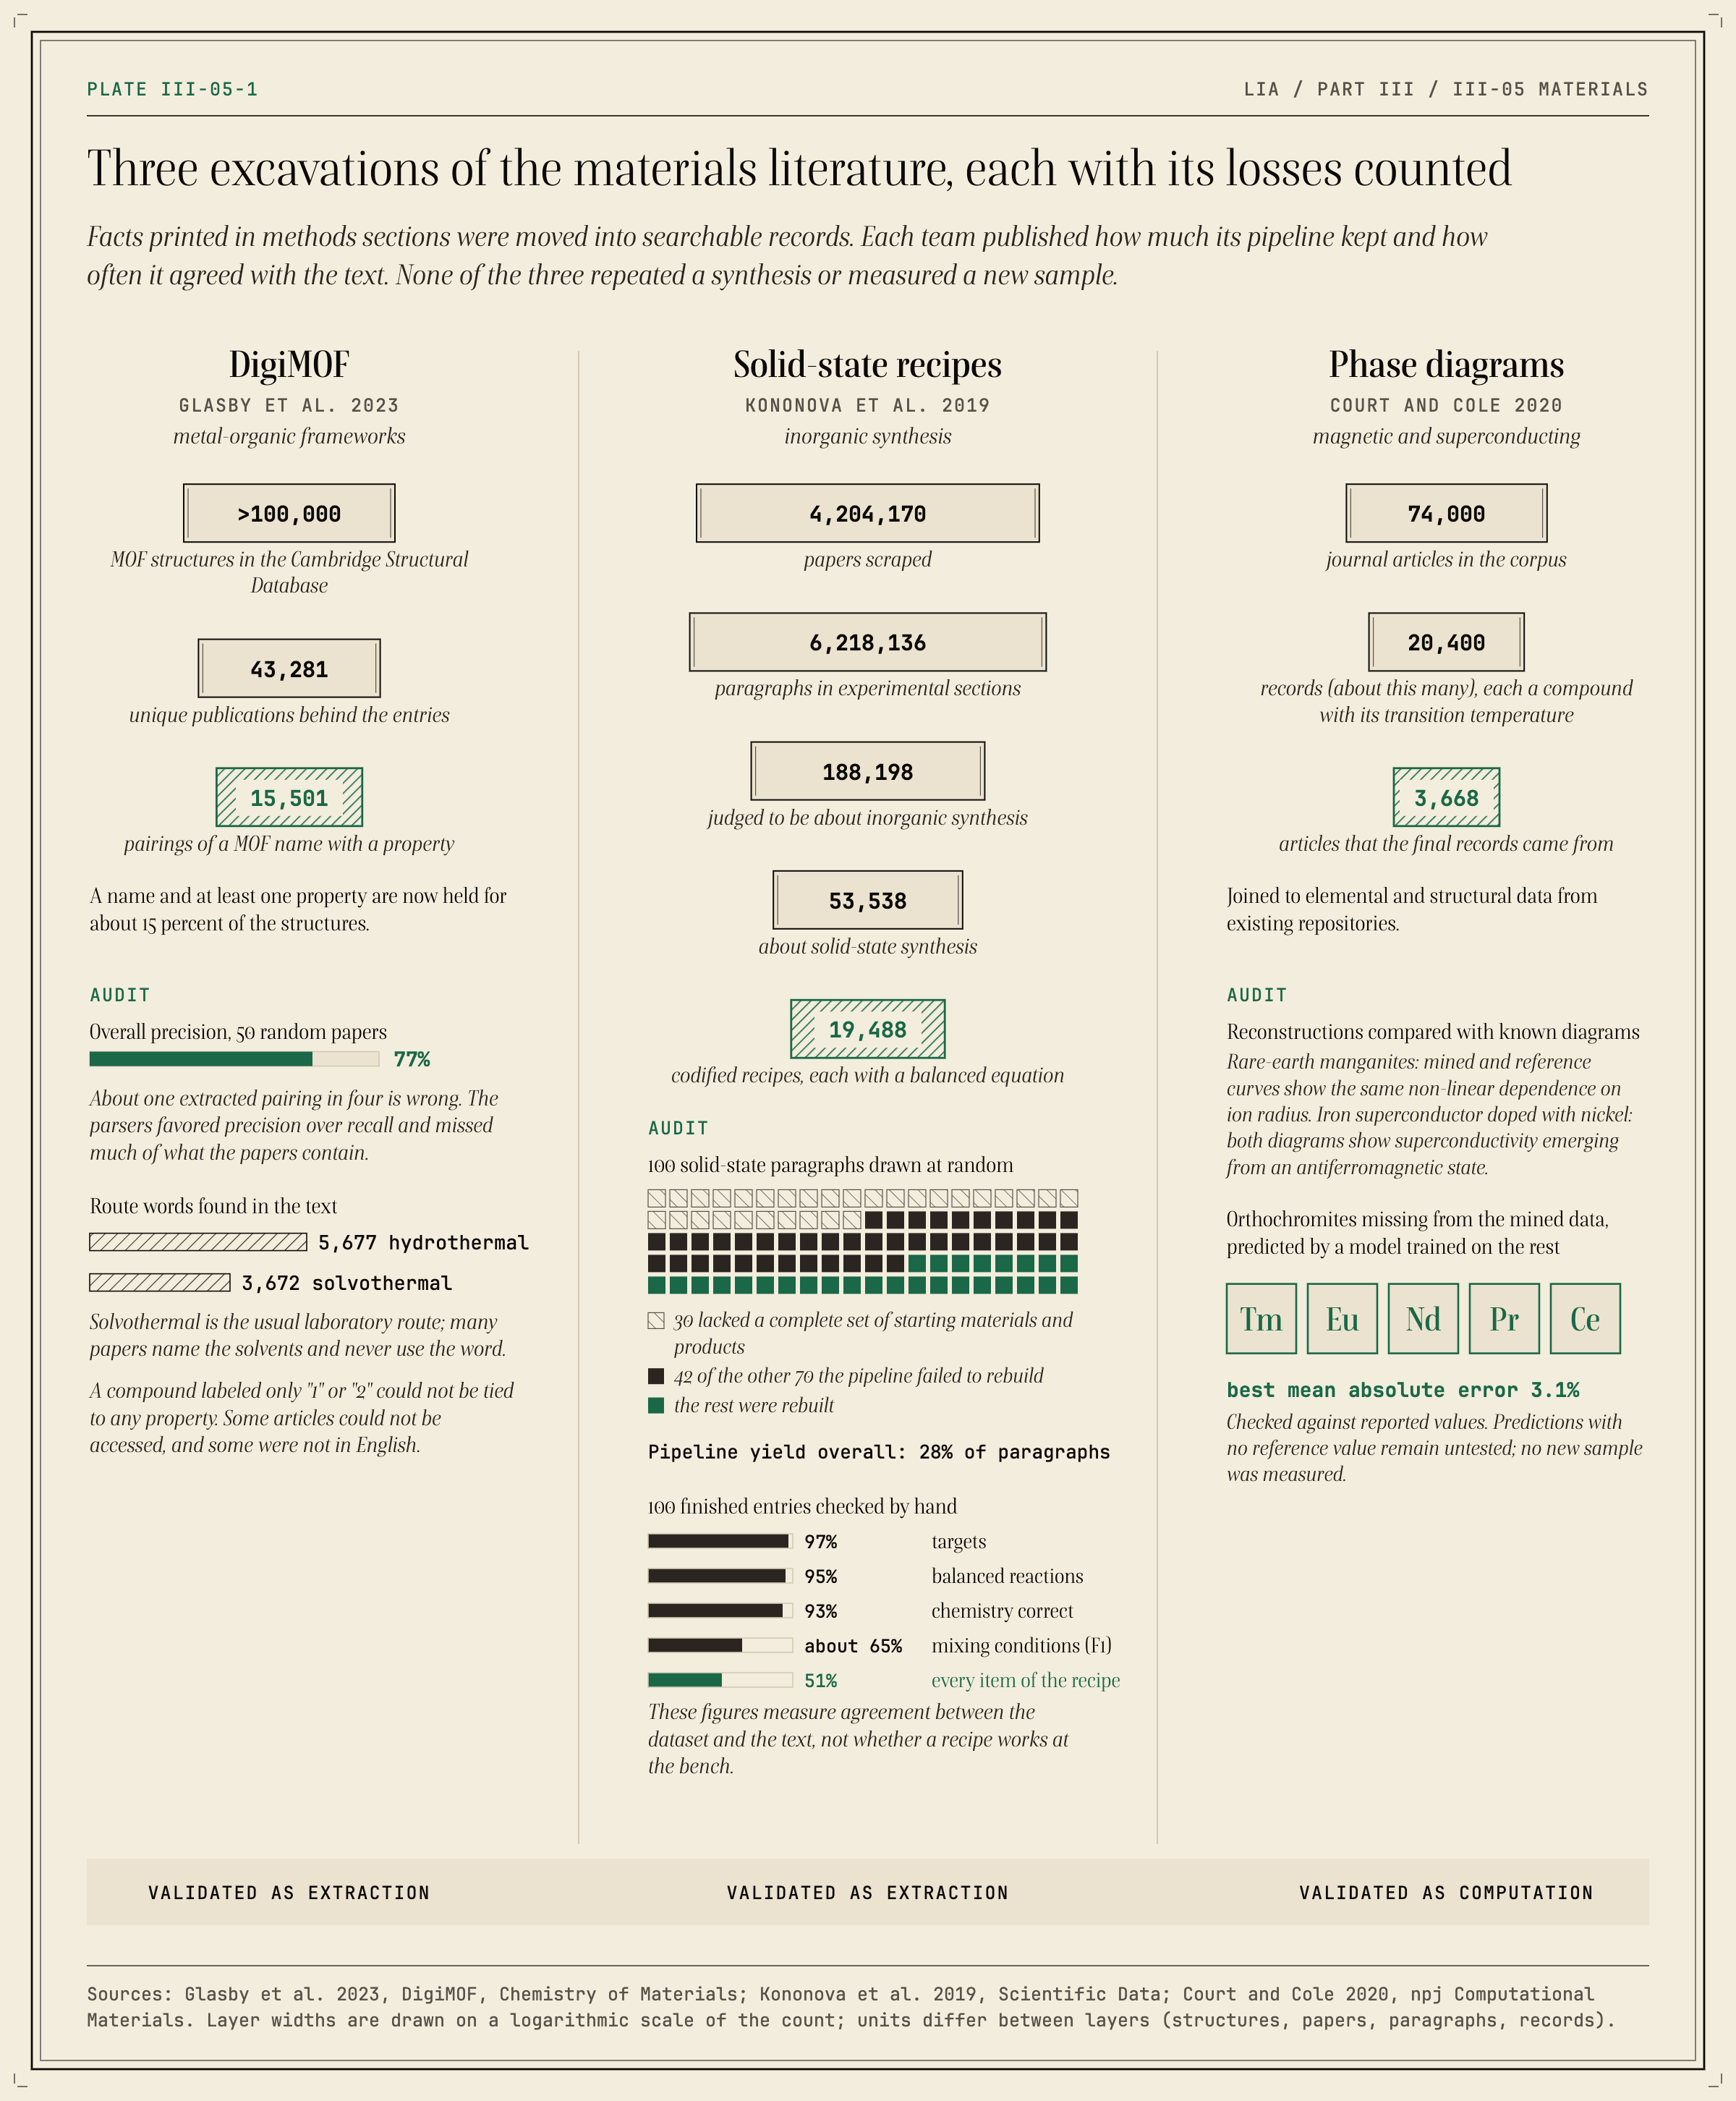 PLATE III-05-1
LIA / PART III / III-05 MATERIALS
Three excavations of the materials literature, each with its losses counted
Facts printed in methods sections were moved into searchable records. Each team published how much its pipeline kept and how
often it agreed with the text. None of the three repeated a synthesis or measured a new sample.
DigiMOF
GLASBY ET AL. 2023
metal-organic frameworks
>100,000
MOF structures in the Cambridge Structural
Database
43,281
unique publications behind the entries
15,501
pairings of a MOF name with a property
A name and at least one property are now held for
about 15 percent of the structures.
AUDIT
Overall precision, 50 random papers
77%
About one extracted pairing in four is wrong. The
parsers favored precision over recall and missed
much of what the papers contain.
Route words found in the text
5,677 hydrothermal
3,672 solvothermal
Solvothermal is the usual laboratory route; many
papers name the solvents and never use the word.
A compound labeled only "1" or "2" could not be tied
to any property. Some articles could not be
accessed, and some were not in English.
Solid-state recipes
KONONOVA ET AL. 2019
inorganic synthesis
4,204,170
papers scraped
6,218,136
paragraphs in experimental sections
188,198
judged to be about inorganic synthesis
53,538
about solid-state synthesis
19,488
codified recipes, each with a balanced equation
AUDIT
100 solid-state paragraphs drawn at random
30 lacked a complete set of starting materials and
products
42 of the other 70 the pipeline failed to rebuild
the rest were rebuilt
Pipeline yield overall: 28% of paragraphs
100 finished entries checked by hand
97% targets
95% balanced reactions
93% chemistry correct
about 65% mixing conditions (F1)
51% every item of the recipe
These figures measure agreement between the
dataset and the text, not whether a recipe works at
the bench.
Phase diagrams
COURT AND COLE 2020
magnetic and superconducting
74,000
journal articles in the corpus
20,400
records (about this many), each a compound
with its transition temperature
3,668
articles that the final records came from
Joined to elemental and structural data from
existing repositories.
AUDIT
Reconstructions compared with known diagrams
Rare-earth manganites: mined and reference
curves show the same non-linear dependence on
ion radius. Iron superconductor doped with nickel:
both diagrams show superconductivity emerging
from an antiferromagnetic state.
Orthochromites missing from the mined data,
predicted by a model trained on the rest
Tm Eu Nd Pr Ce
best mean absolute error 3.1%
Checked against reported values. Predictions with
no reference value remain untested; no new sample
was measured.
VALIDATED AS EXTRACTION
VALIDATED AS EXTRACTION
VALIDATED AS COMPUTATION
Sources: Glasby et al. 2023, DigiMOF, Chemistry of Materials; Kononova et al. 2019, Scientific Data; Court and Cole 2020, npj Computational
Materials. Layer widths are drawn on a logarithmic scale of the count; units differ between layers (structures, papers, paragraphs, records).